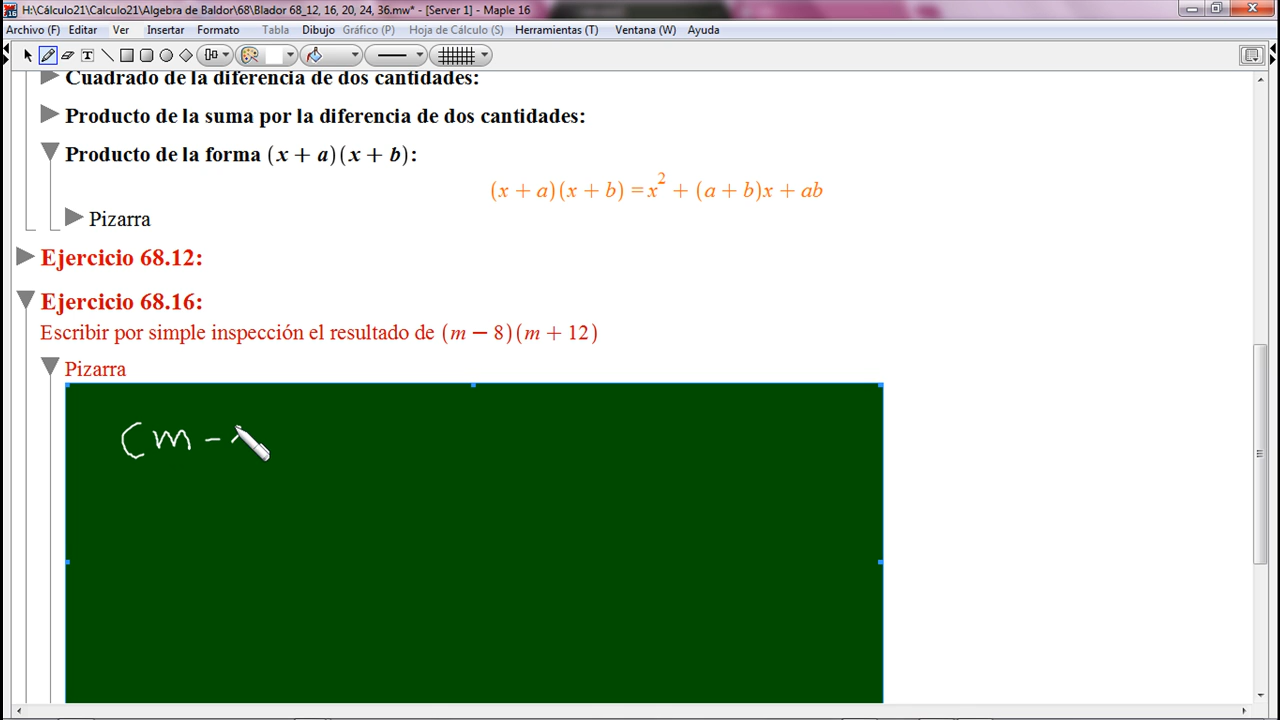 H:\Cálculo21\Calculo21\Algebra de Baldor\68\Blador 68_12, 16, 20, 24, 36.mw* - [Server 1] - Maple 16
Archivo (F) Editar Ver Insertar Formato Tabla Dibujo Gráfico (P) Hoja de Cálculo (S) Herramientas (T) Ventana (W) Ayuda
Cuadrado de la diferencia de dos cantidades:
Producto de la suma por la diferencia de dos cantidades:
Producto de la forma (x + a)(x + b):
(x + a)(x + b) = x² + (a + b)x + ab
Pizarra
Ejercicio 68.12:
Ejercicio 68.16:
Escribir por simple inspección el resultado de (m − 8)(m + 12)
Pizarra
(m -